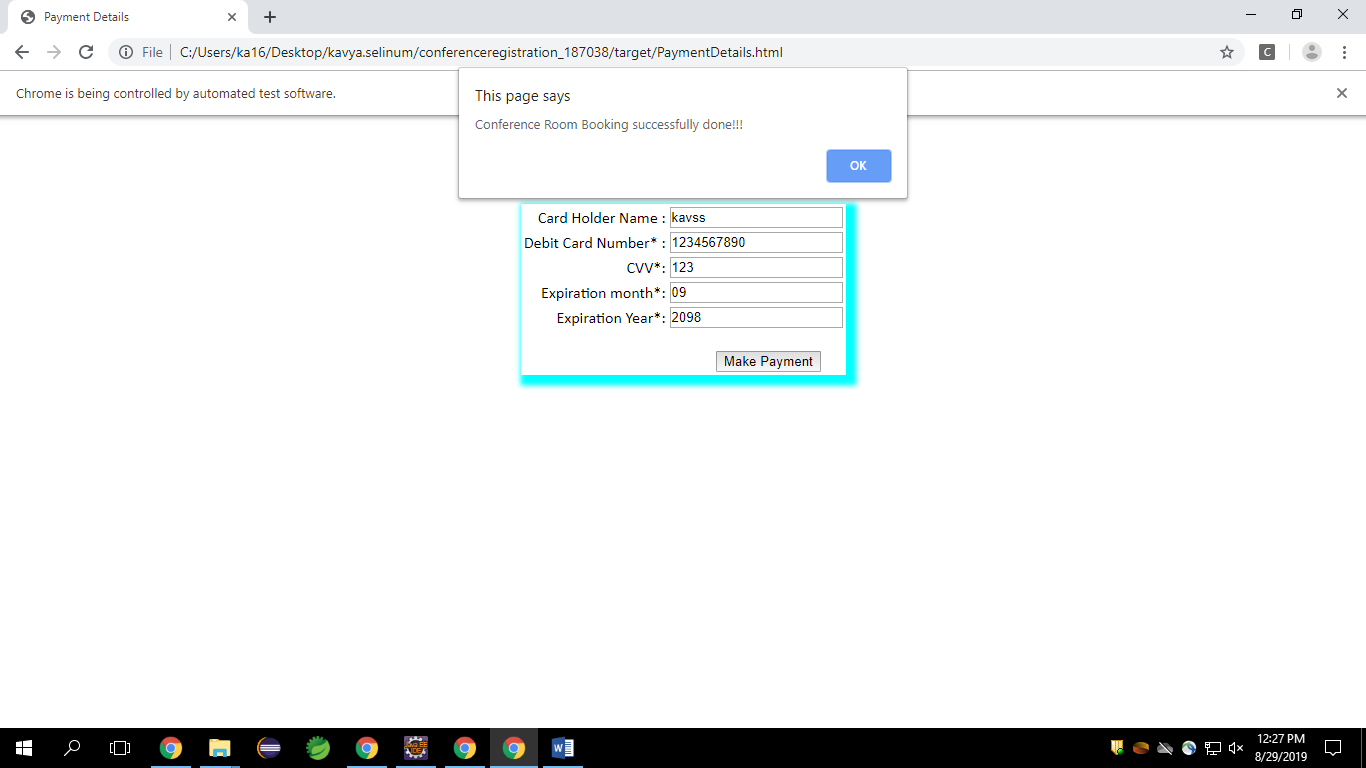 Payment Details
File
C:/Users/ka16/Desktop/kavya.selinum/conferenceregistration_187038/target/PaymentDetails.html
C
Chrome is being controlled by automated test software.
This page says
Conference Room Booking successfully done!!!
OK
Card Holder Name : kavss
Debit Card Number* : 1234567890
CVV*: 123
Expiration month*: 09
Expiration Year*: 2098
Make Payment
12:27 PM
8/29/2019